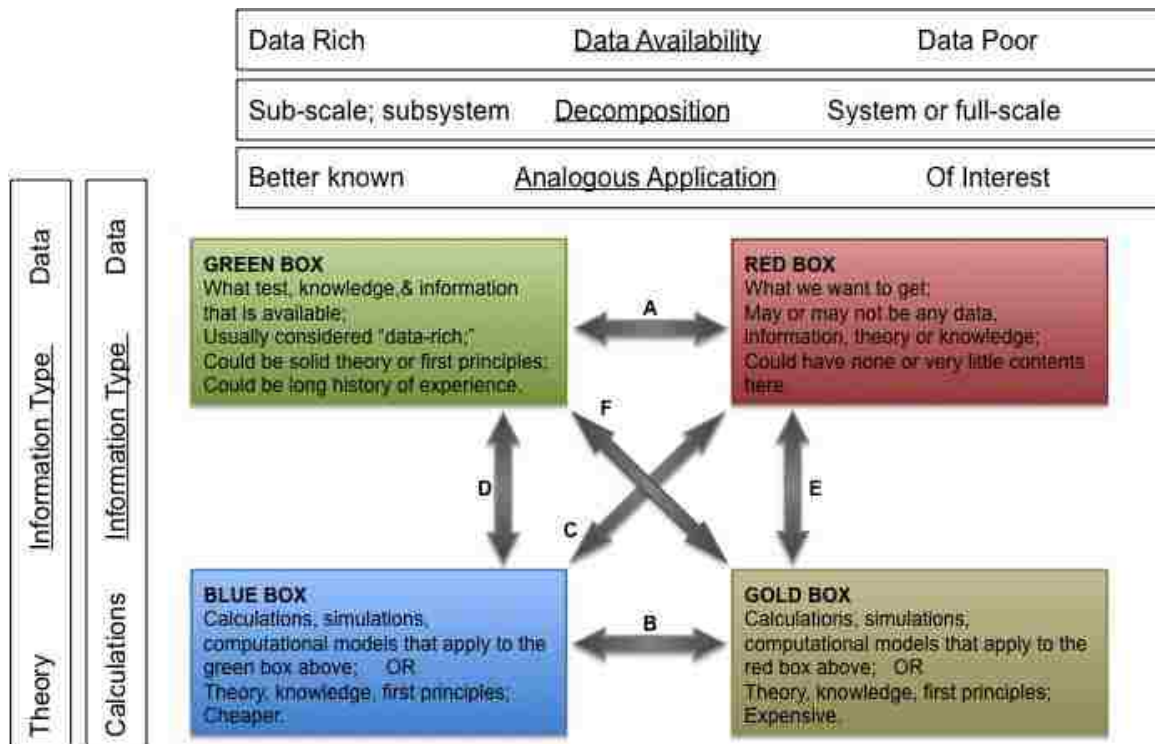 Data Rich Data Availability Data Poor
Sub-scale; subsystem Decomposition System or full-scale
Better known Analogous Application Of Interest
Theory Information Type Data
Calculations Information Type Data
GREEN BOX
What test, knowledge,& information
that is available;
Usually considered "data-rich;"
Could be solid theory or first principles;
Could be long history of experience.
A
RED BOX
What we want to get;
May or may not be any data,
Information, theory or knowledge;
Could have none or very little contents
here.
F
D
C
E
BLUE BOX
Calculations, simulations,
computational models that apply to the
green box above; OR
Theory, knowledge, first principles;
Cheaper.
B
GOLD BOX
Calculations, simulations,
computational models that apply to the
red box above; OR
Theory, knowledge, first principles;
Expensive.